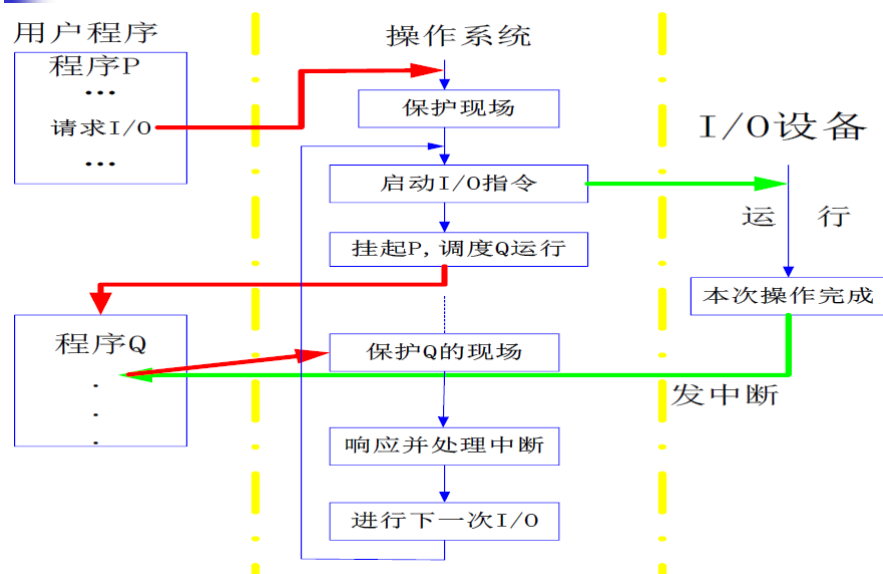 用户程序
操作系统
程序P
...
保护现场
请求I/O
I/O设备
...
启动I/O指令
运 行
挂起P,调度Q运行
本次操作完成
程序Q
保护Q的现场
.
.
.
发中断
响应并处理中断
进行下一次I/O